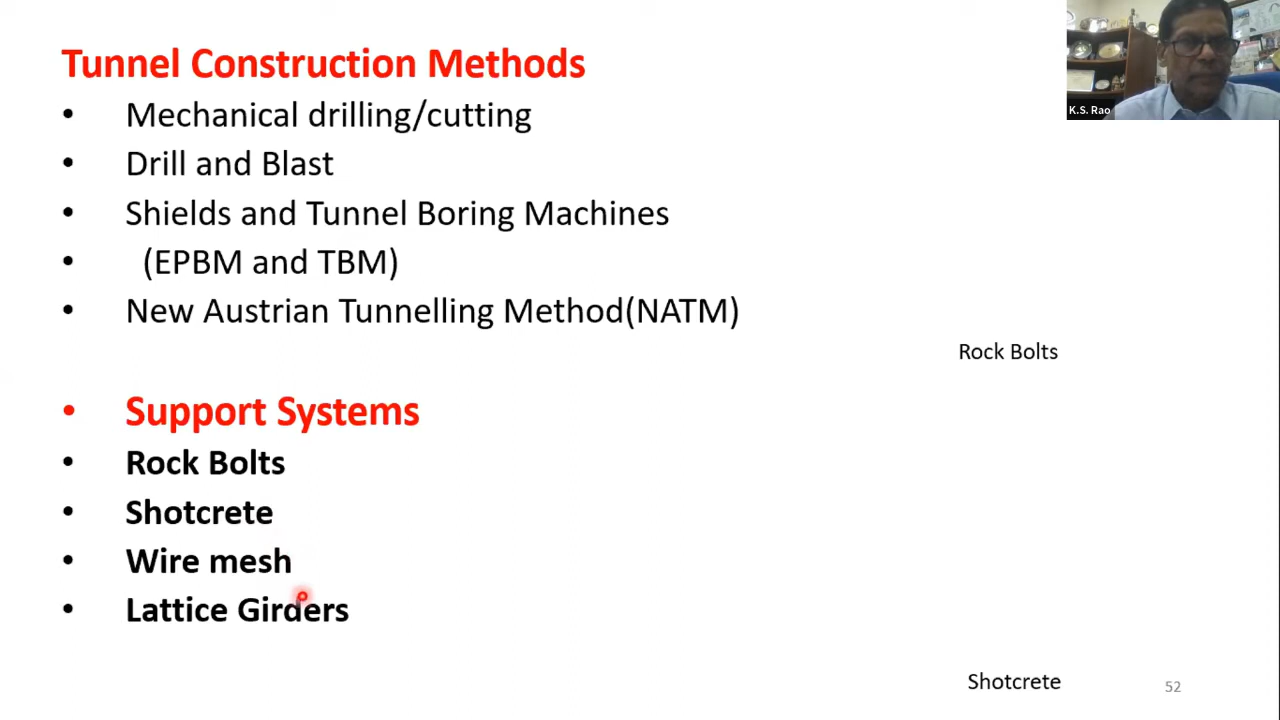 Tunnel Construction Methods
• Mechanical drilling/cutting
• Drill and Blast
• Shields and Tunnel Boring Machines
• (EPBM and TBM)
• New Austrian Tunnelling Method(NATM)
Rock Bolts
• Support Systems
• Rock Bolts
• Shotcrete
• Wire mesh
• Lattice Girders
Shotcrete
52
K.S. Rao